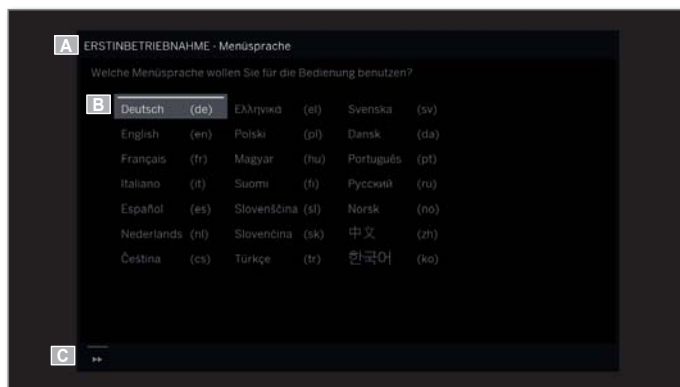 A ERSTINBETRIEBNAHME - Menüsprache
Welche Menüsprache wollen Sie für die Bedienung benutzen?
B Deutsch (de) Ελληνικά (el) Svenska (sv)
English (en) Polski (pl) Dansk (da)
Français (fr) Magyar (hu) Português (pt)
Italiano (it) Suomi (fi) Русский (ru)
Español (es) Slovenščina (sl) Norsk (no)
Nederlands (nl) Slovenčina (sk) 中文 (zh)
Čeština (cs) Türkçe (tr) 한국어 (ko)
C